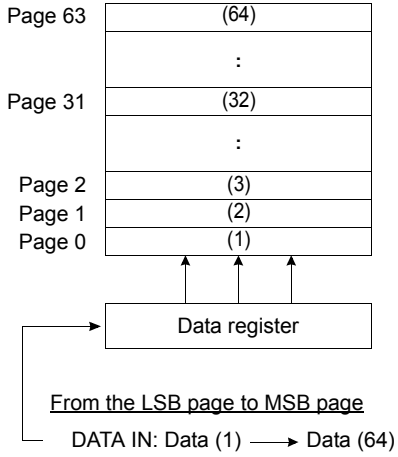 Page 63 (64)
:
Page 31 (32)
:
Page 2 (3)
Page 1 (2)
Page 0 (1)
Data register
From the LSB page to MSB page
DATA IN: Data (1) → Data (64)